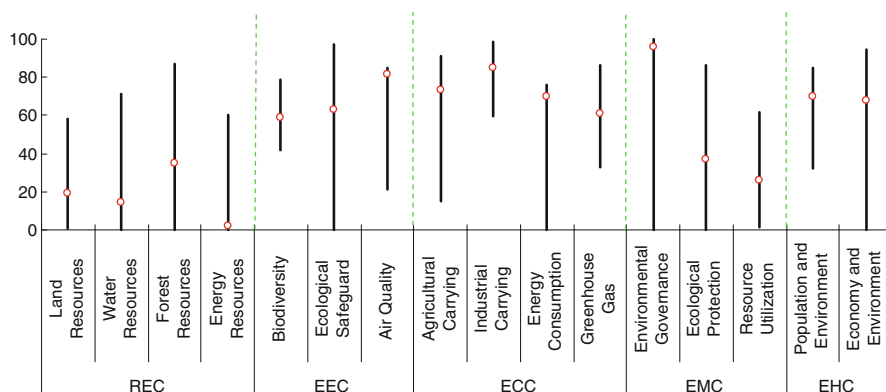 100
80
60
40
20
0
Land
Resources
Water
Resources
Forest
Resources
Energy
Resources
Biodiversity
Ecological
Safeguard
Air Quality
Agricultural
Carrying
Industrial
Carrying
Energy
Consumption
Greenhouse
Gas
Environmental
Governance
Ecological
Protection
Resource
Utilization
Population and
Environment
Economy and
Environment
REC
EEC
ECC
EMC
EHC